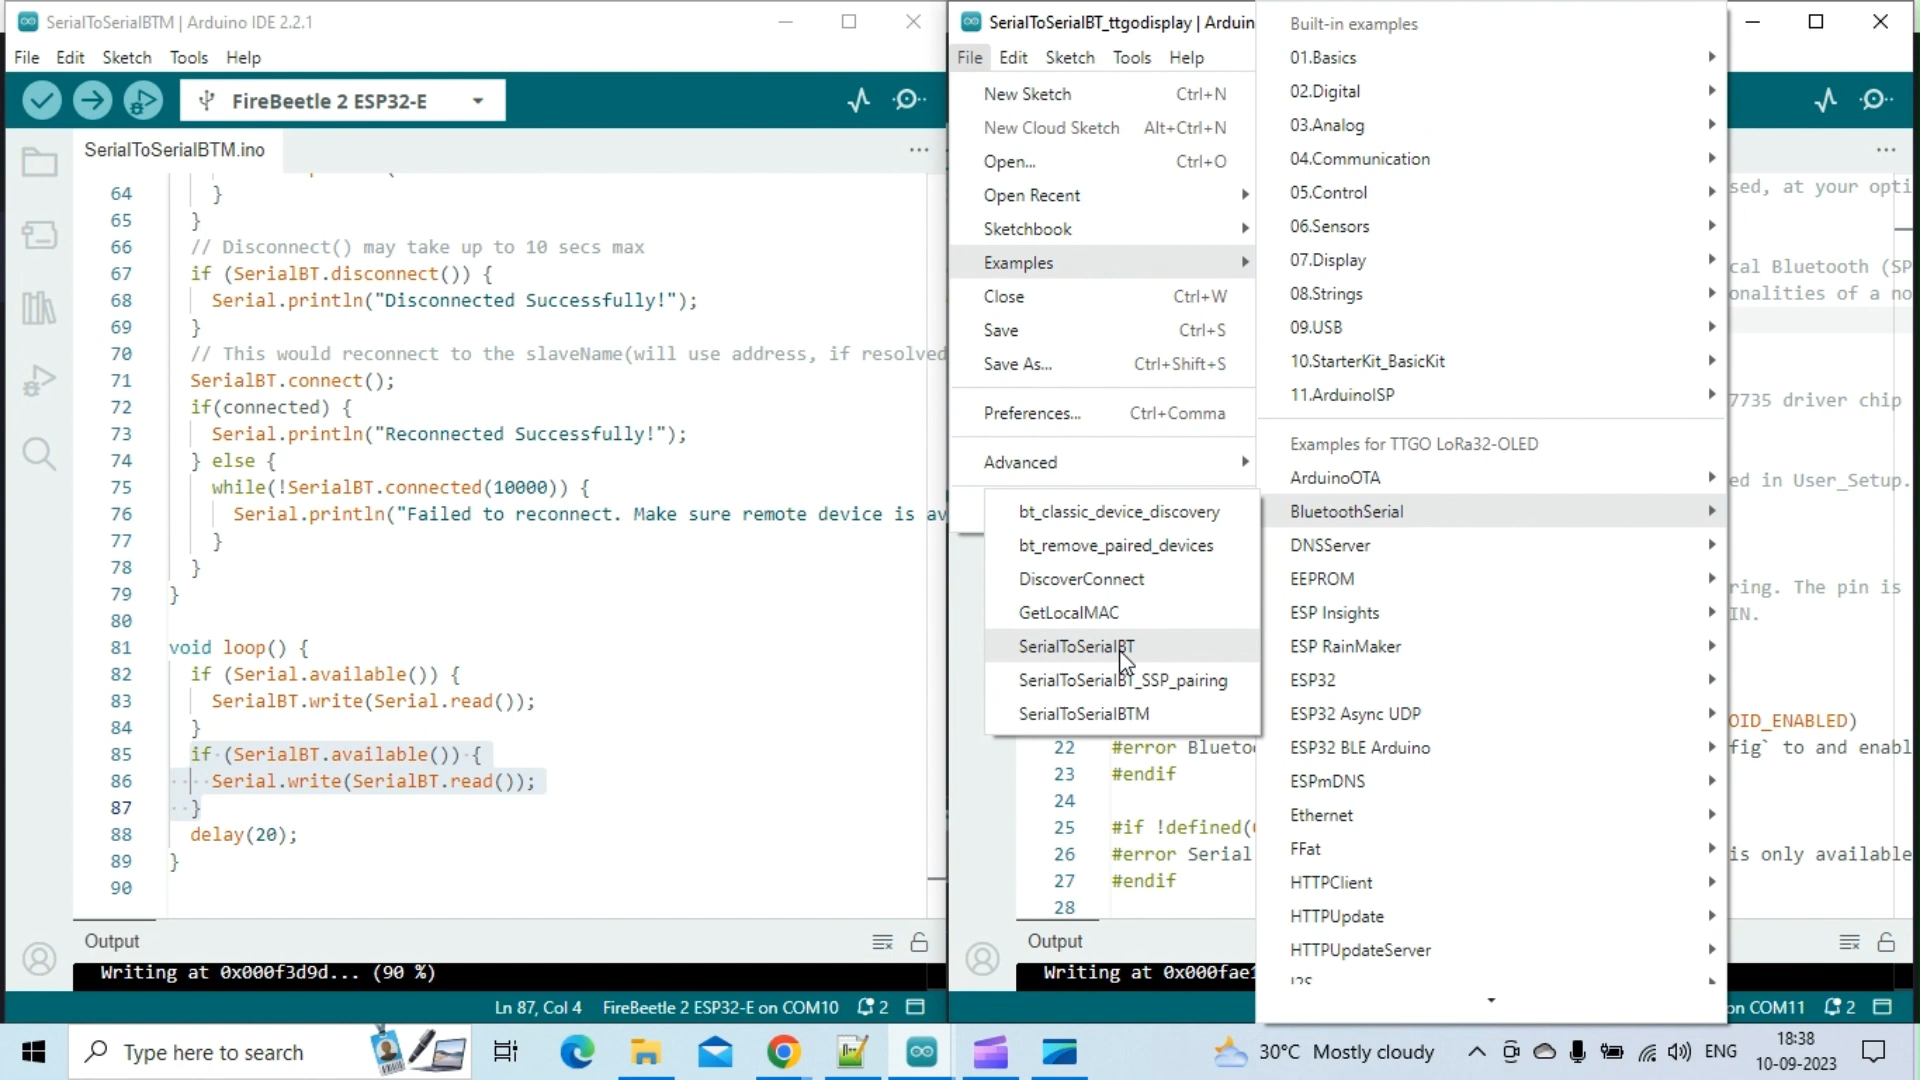 SerialToSerialBTM | Arduino IDE 2.2.1
File Edit Sketch Tools Help
FireBeetle 2 ESP32-E
SerialToSerialBTM.ino
64 }
65 }
66 // Disconnect() may take up to 10 secs max
67 if (SerialBT.disconnect()) {
68 Serial.println("Disconnected Successfully!");
69 }
70 // This would reconnect to the slaveName(will use address, if resolved
71 SerialBT.connect();
72 if(connected) {
73 Serial.println("Reconnected Successfully!");
74 } else {
75 while(!SerialBT.connected(10000)) {
76 Serial.println("Failed to reconnect. Make sure remote device is av
77 }
78 }
79 }
80
81 void loop() {
82 if (Serial.available()) {
83 SerialBT.write(Serial.read());
84 }
85 if (SerialBT.available()) {
86 Serial.write(SerialBT.read());
87 }
88 delay(20);
89 }
90
Output
Writing at 0x000f3d9d... (90 %)
Ln 87, Col 4 FireBeetle 2 ESP32-E on COM10 2
SerialToSerialBT_ttgodisplay | Arduin
File Edit Sketch Tools Help
New Sketch Ctrl+N
New Cloud Sketch Alt+Ctrl+N
Open... Ctrl+O
Open Recent
Sketchbook
Examples
Close Ctrl+W
Save Ctrl+S
Save As... Ctrl+Shift+S
Preferences... Ctrl+Comma
Advanced
bt_classic_device_discovery
bt_remove_paired_devices
DiscoverConnect
GetLocalMAC
SerialToSerialBT
SerialToSerialBT_SSP_pairing
SerialToSerialBTM
22 #error Blueto
23 #endif
24
25 #if !defined(
26 #error Serial
27 #endif
28
Output
Writing at 0x000fae1
Built-in examples
01.Basics
02.Digital
03.Analog
04.Communication
05.Control
06.Sensors
07.Display
08.Strings
09.USB
10.StarterKit_BasicKit
11.ArduinoISP
Examples for TTGO LoRa32-OLED
ArduinoOTA
BluetoothSerial
DNSServer
EEPROM
ESP Insights
ESP RainMaker
ESP32
ESP32 Async UDP
ESP32 BLE Arduino
ESPmDNS
Ethernet
FFat
HTTPClient
HTTPUpdate
HTTPUpdateServer
I2S
sed, at your opti
cal Bluetooth (SP
onalities of a no
7735 driver chip
ed in User_Setup.
ring. The pin is
IN.
OID_ENABLED)
fig` to and enabl
is only available
on COM11 2
Type here to search
30°C Mostly cloudy
ENG
18:38
10-09-2023